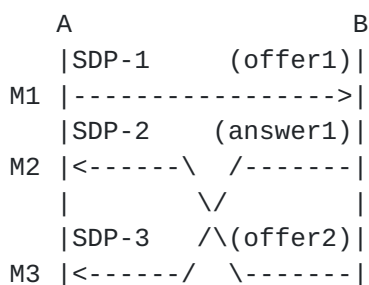 A                 B
   |SDP-1     (offer1)|
M1 |----------------->|
   |SDP-2    (answer1)|
M2 |<------\  /-------|
   |        \/        |
   |SDP-3   /\(offer2)|
M3 |<------/  \-------|